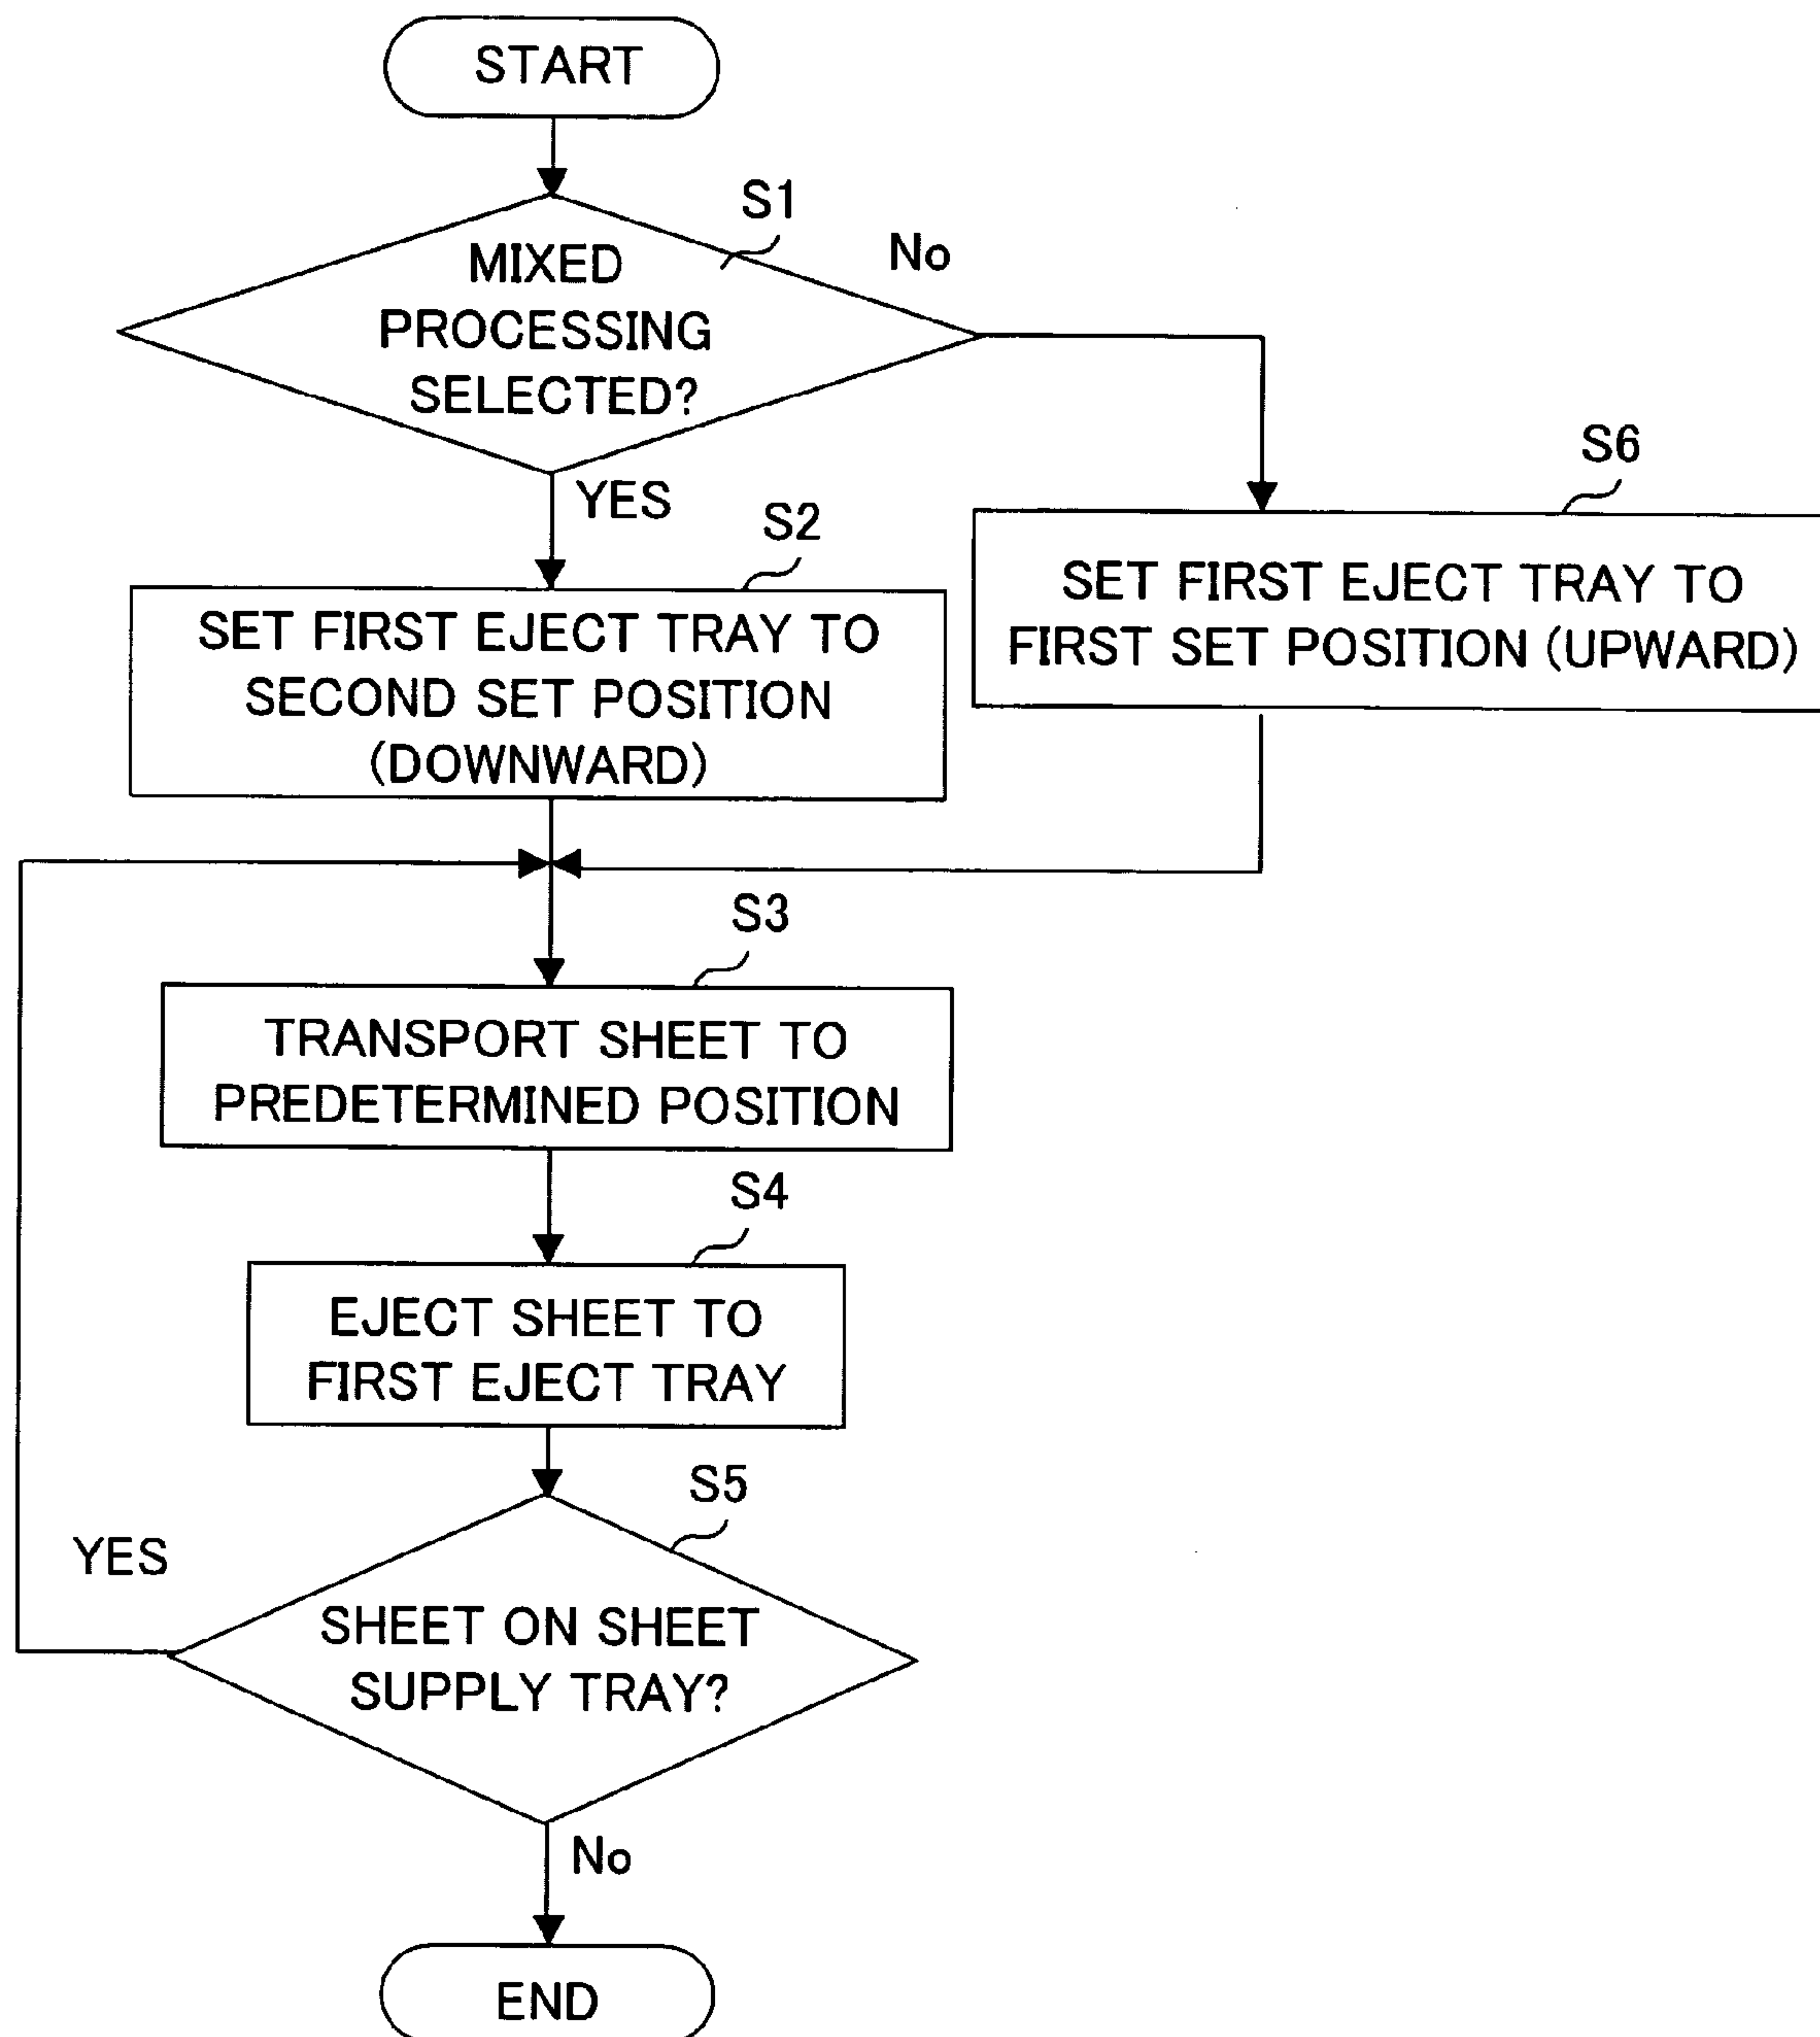 START
S1
No
MIXED
PROCESSING
SELECTED?
YES
S6
S2
SET FIRST EJECT TRAY TO
FIRST SET POSITION (UPWARD)
SET FIRST EJECT TRAY TO
SECOND SET POSITION
(DOWNWARD)
S3
TRANSPORT SHEET TO
PREDETERMINED POSITION
S4
EJECT SHEET TO
FIRST EJECT TRAY
S5
YES
SHEET ON SHEET
SUPPLY TRAY?
No
END